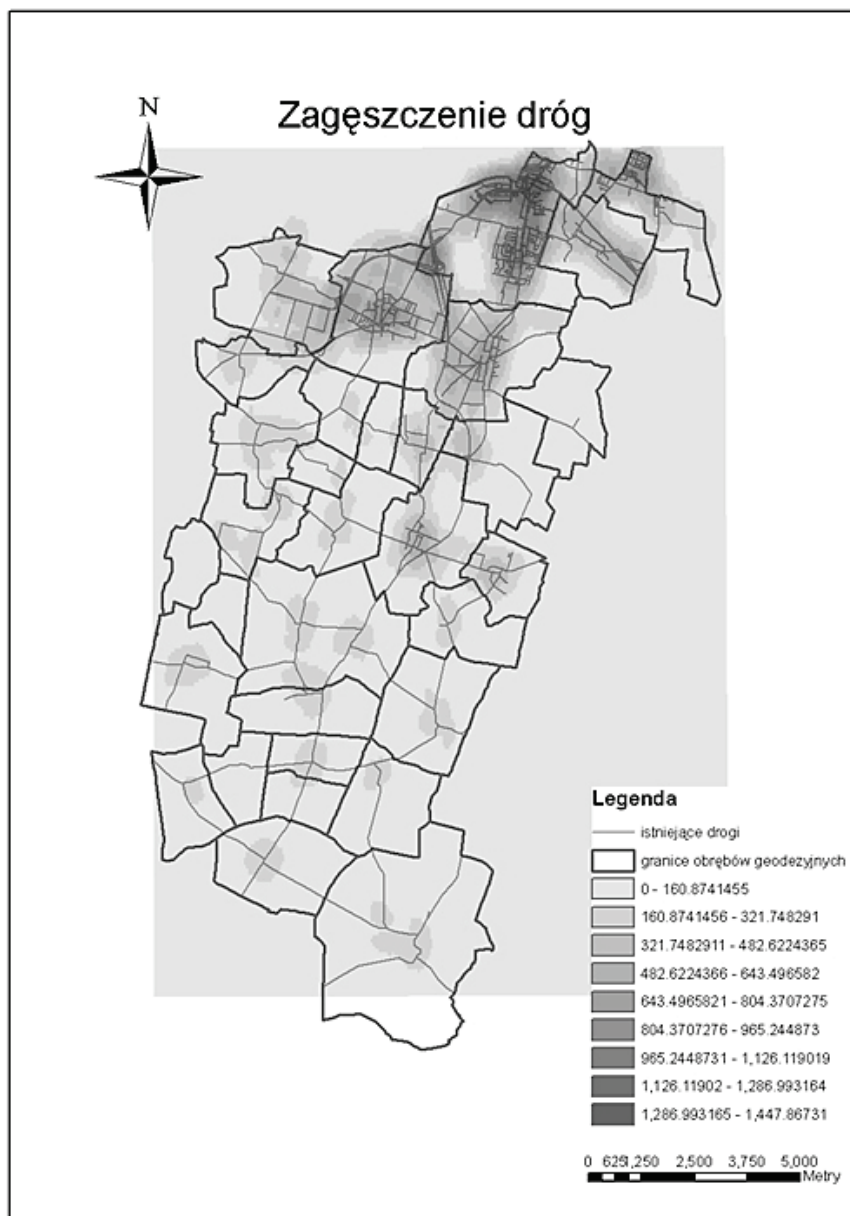 N
Zagęszczenie dróg
Legenda
istniejące drogi
granice obrębów geodezyjnych
0 - 160.8741455
160.8741456 - 321.748291
321.7482911 - 482.6224365
482.6224366 - 643.496582
643.4965821 - 804.3707275
804.3707276 - 965.244873
965.2448731 - 1,126.119019
1,126.11902 - 1,286.993164
1,286.993165 - 1,447.86731
0 625 1,250 2,500 3,750 5,000
Metry